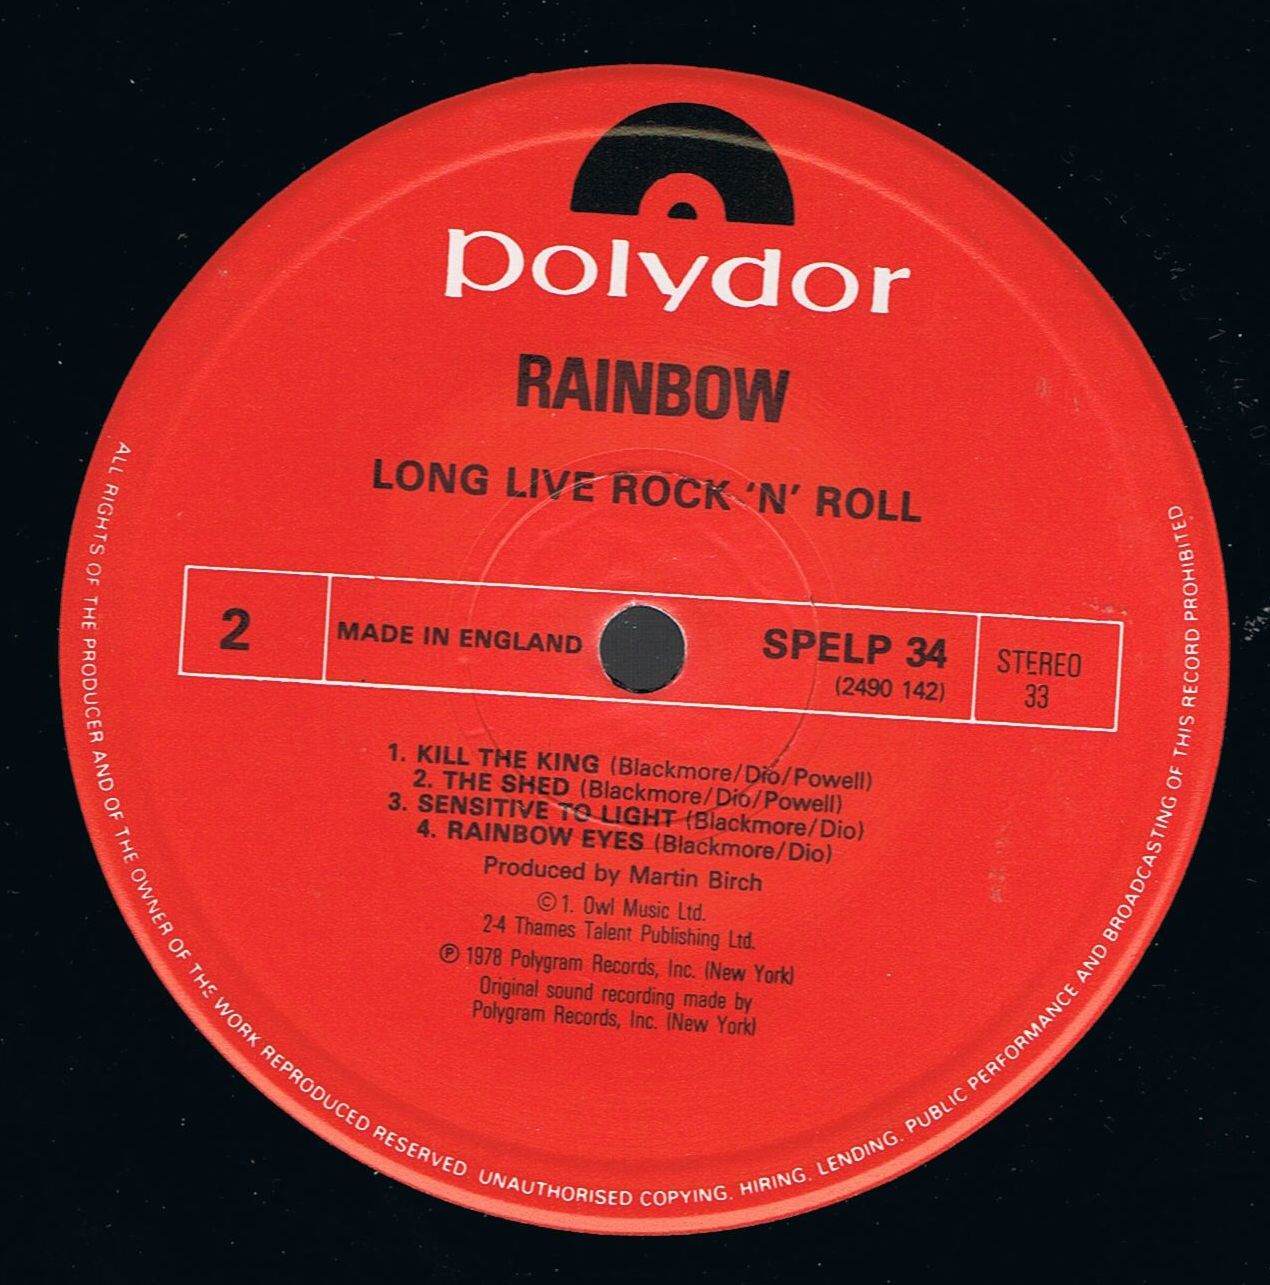 polydor
RAINBOW
LONG LIVE ROCK 'N' ROLL
2
MADE IN ENGLAND
SPELP 34
(2490 142)
STEREO
33
1. KILL THE KING (Blackmore/Dio/Powell)
2. THE SHED (Blackmore/Dio/Powell)
3. SENSITIVE TO LIGHT (Blackmore/Dio)
4. RAINBOW EYES (Blackmore/Dio)
Produced by Martin Birch
© 1. Owl Music Ltd.
2-4 Thames Talent Publishing Ltd.
℗ 1978 Polygram Records, Inc. (New York)
Original sound recording made by
Polygram Records, Inc. (New York)
ALL RIGHTS OF THE PRODUCER AND OF THE OWNER OF THE WORK REPRODUCED RESERVED. UNAUTHORISED COPYING. HIRING. LENDING. PUBLIC PERFORMANCE AND BROADCASTING OF THIS RECORD PROHIBITED.